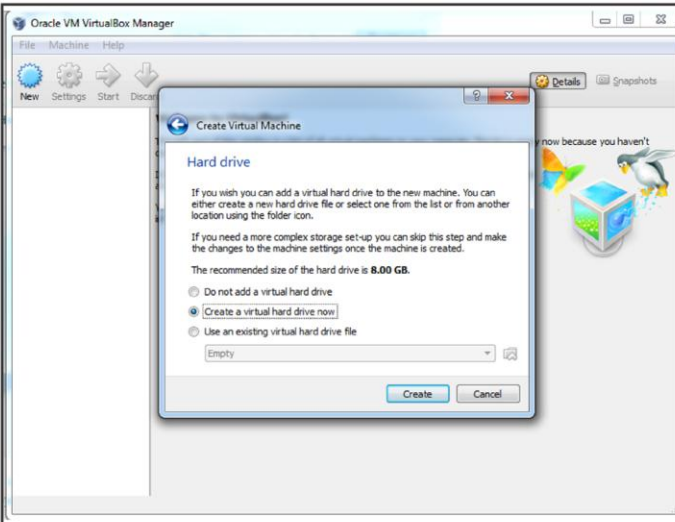 Oracle VM VirtualBox Manager
File Machine Help
New Settings Start Discar
Details Snapshots
Create Virtual Machine
y now because you haven't
Hard drive
If you wish you can add a virtual hard drive to the new machine. You can
either create a new hard drive file or select one from the list or from another
location using the folder icon.
If you need a more complex storage set-up you can skip this step and make
the changes to the machine settings once the machine is created.
The recommended size of the hard drive is 8.00 GB.
Do not add a virtual hard drive
Create a virtual hard drive now
Use an existing virtual hard drive file
Empty
Create Cancel